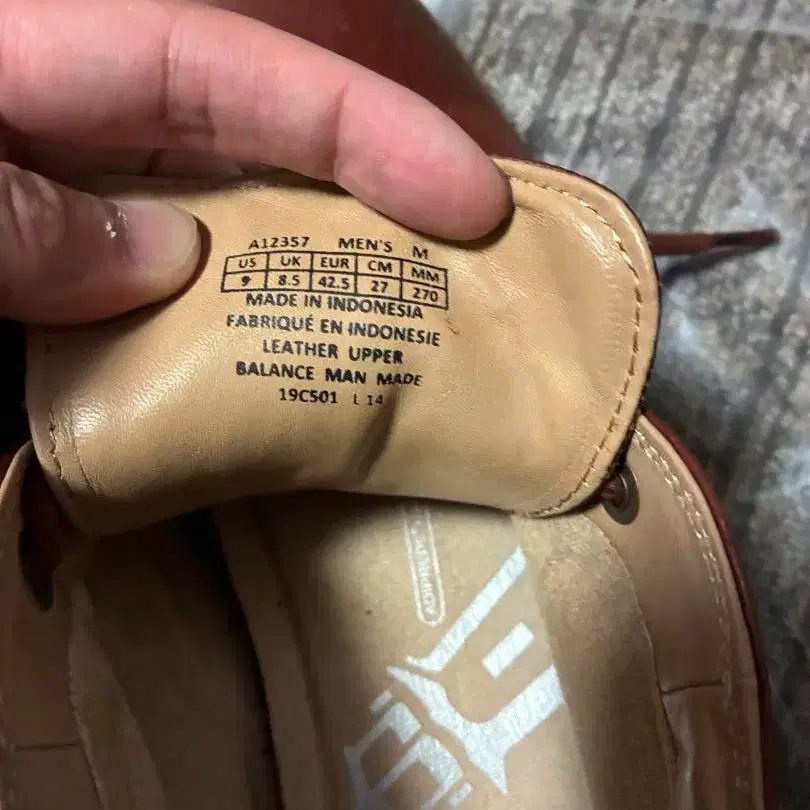 A12357 MEN'S M
US UK EUR CM MM
9 8.5 42.5 27 270
MADE IN INDONESIA
FABRIQUÉ EN INDONESIE
LEATHER UPPER
BALANCE MAN MADE
19C501 L 14